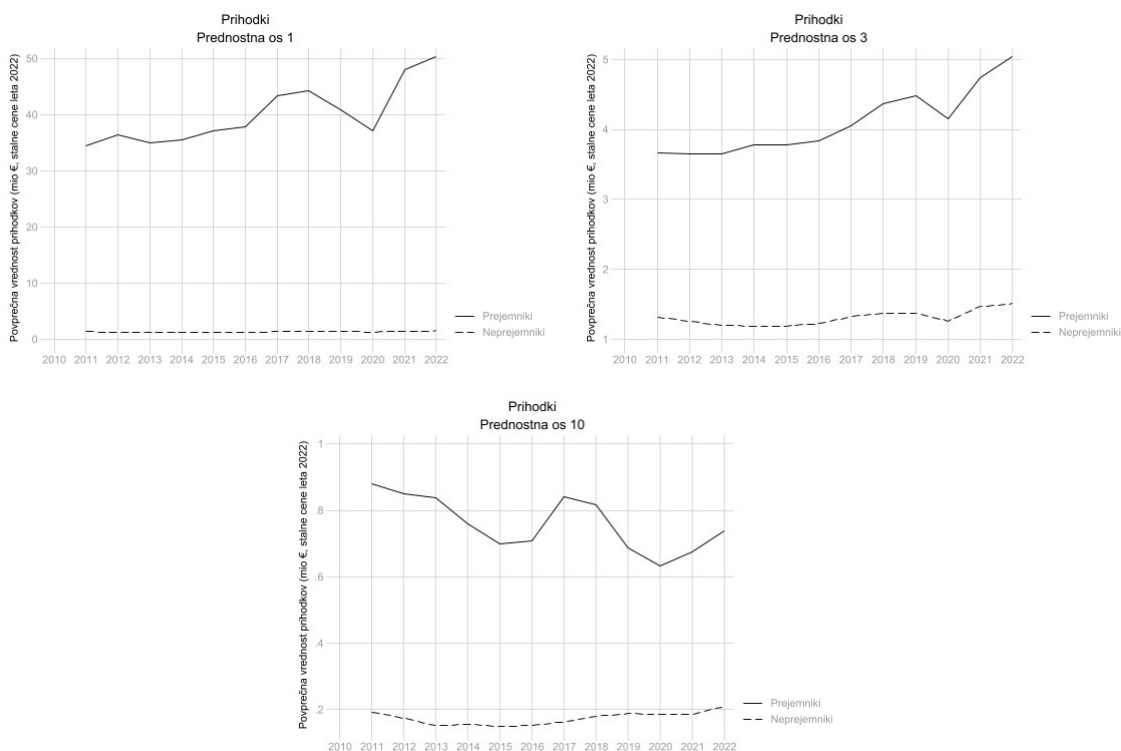 Prihodki
Prednostna os 1
Povprečna vrednost prihodkov (mio €, stalne cene leta 2022)
50
40
30
20
10
0
2010 2011 2012 2013 2014 2015 2016 2017 2018 2019 2020 2021 2022
Prejemniki
Neprejemniki
Prihodki
Prednostna os 3
Povprečna vrednost prihodkov (mio €, stalne cene leta 2022)
5
4
3
2
1
2010 2011 2012 2013 2014 2015 2016 2017 2018 2019 2020 2021 2022
Prejemniki
Neprejemniki
Prihodki
Prednostna os 10
Povprečna vrednost prihodkov (mio €, stalne cene leta 2022)
1
.8
.6
.4
.2
2010 2011 2012 2013 2014 2015 2016 2017 2018 2019 2020 2021 2022
Prejemniki
Neprejemniki